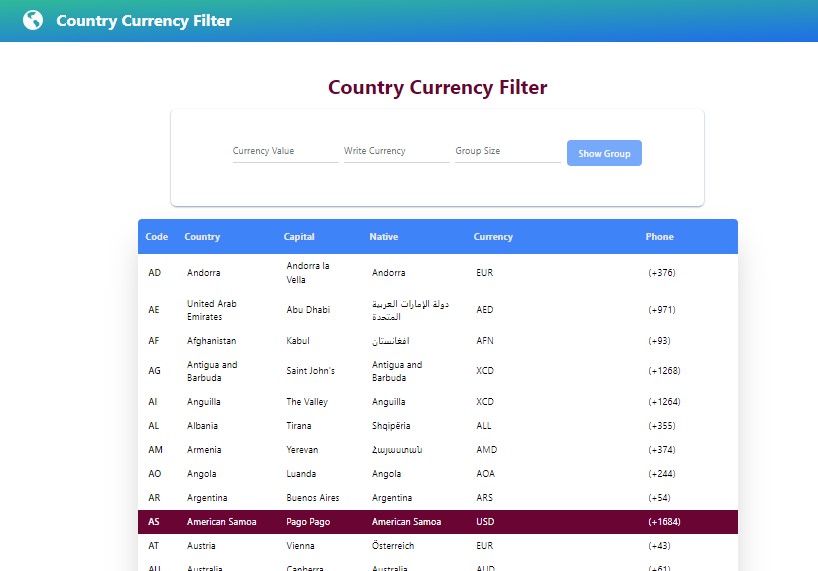 Country Currency Filter
Country Currency Filter
Currency Value Write Currency Group Size Show Group
Code Country Capital Native Currency Phone
AD Andorra Andorra la Vella Andorra EUR (+376)
AE United Arab Emirates Abu Dhabi دولة الإمارات العربية المتحدة AED (+971)
AF Afghanistan Kabul افغانستان AFN (+93)
AG Antigua and Barbuda Saint John's Antigua and Barbuda XCD (+1268)
AI Anguilla The Valley Anguilla XCD (+1264)
AL Albania Tirana Shqipëria ALL (+355)
AM Armenia Yerevan Հայաստան AMD (+374)
AO Angola Luanda Angola AOA (+244)
AR Argentina Buenos Aires Argentina ARS (+54)
AS American Samoa Pago Pago American Samoa USD (+1684)
AT Austria Vienna Österreich EUR (+43)
AU Australia Canberra Australia AUD (+61)